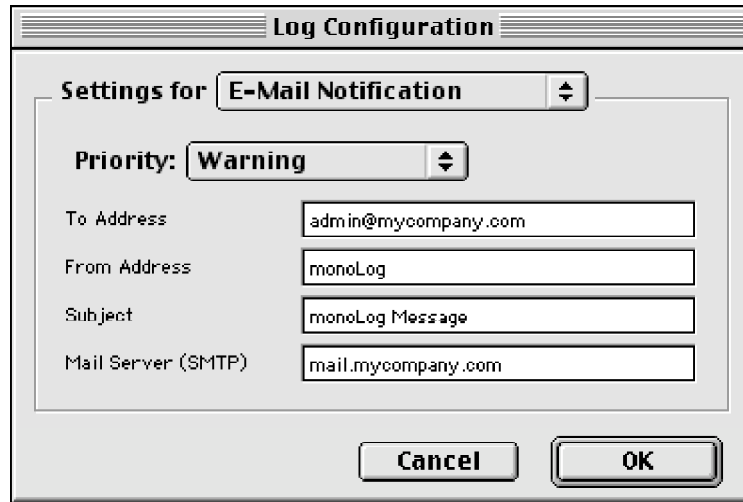 Log Configuration
Settings for E-Mail Notification
Priority: Warning
To Address admin@mycompany.com
From Address monoLog
Subject monoLog Message
Mail Server (SMTP) mail.mycompany.com
Cancel OK